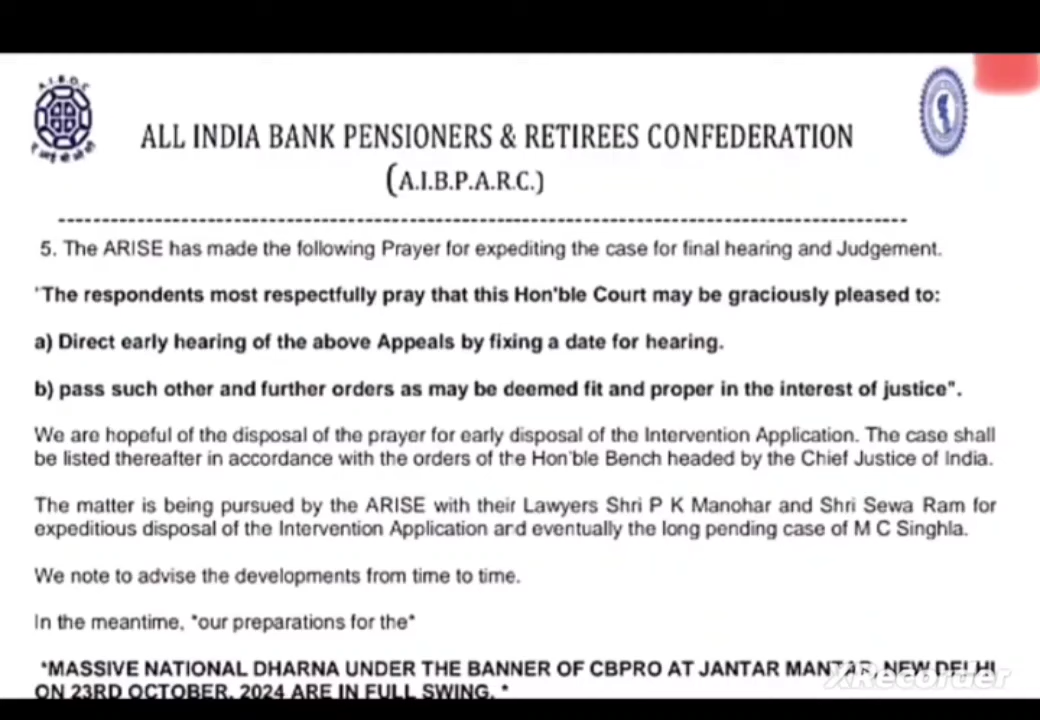 A.I.B.O.C
ALL INDIA BANK PENSIONERS & RETIREES CONFEDERATION
(A.I.B.P.A.R.C.)
5. The ARISE has made the following Prayer for expediting the case for final hearing and Judgement.
"The respondents most respectfully pray that this Hon'ble Court may be graciously pleased to:
a) Direct early hearing of the above Appeals by fixing a date for hearing.
b) pass such other and further orders as may be deemed fit and proper in the interest of justice".
We are hopeful of the disposal of the prayer for early disposal of the Intervention Application. The case shall
be listed thereafter in accordance with the orders of the Hon'ble Bench headed by the Chief Justice of India.
The matter is being pursued by the ARISE with their Lawyers Shri P K Manohar and Shri Sewa Ram for
expeditious disposal of the Intervention Application and eventually the long pending case of M C Singhla.
We note to advise the developments from time to time.
In the meantime, *our preparations for the*
*MASSIVE NATIONAL DHARNA UNDER THE BANNER OF CBPRO AT JANTAR MANTAR, NEW DELHI
ON 23RD OCTOBER, 2024 ARE IN FULL SWING. *
XRecorder